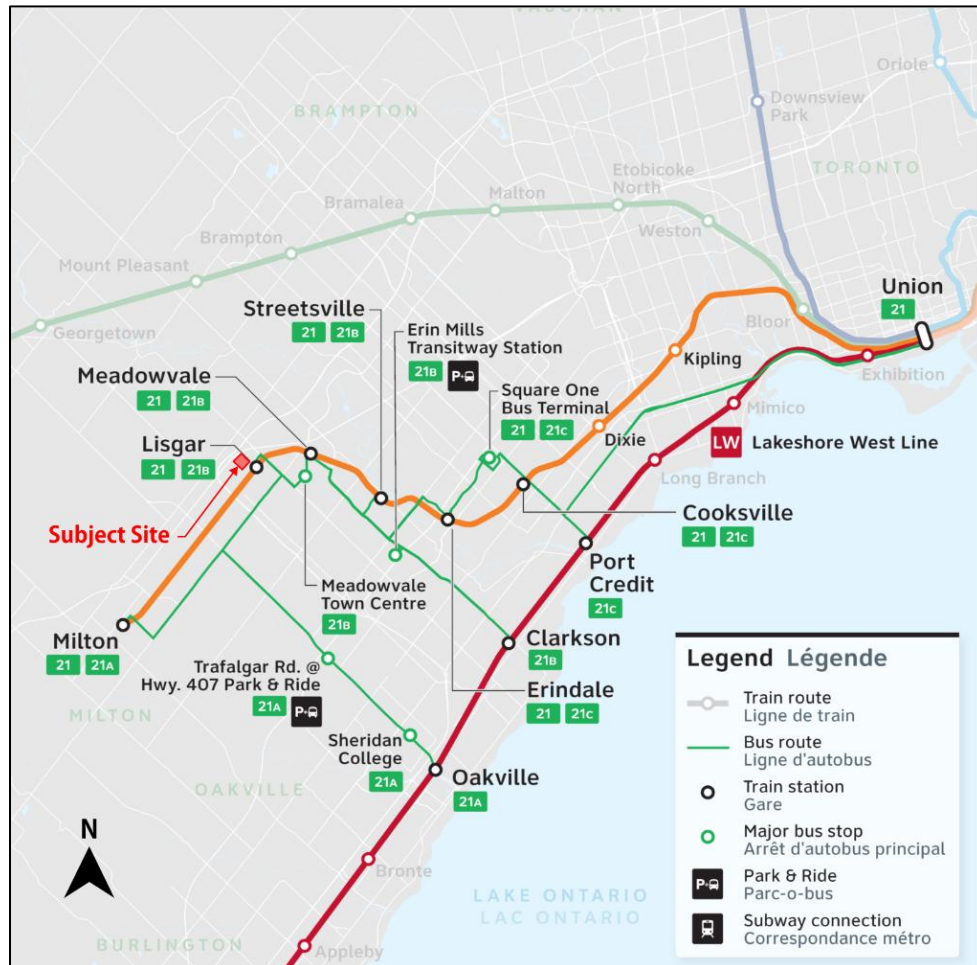 VAUGHAN
Oriole
Downsview
Park
BRAMPTON
TORONTO
Etobicoke
North
Malton
Bramalea
Weston
Brampton
Mount Pleasant
Georgetown
Union
21
Bloor
Exhibition
Streetsville
21 21B
Erin Mills
Transitway Station
21B P+
Kipling
Meadowvale
21 21B
Square One
Bus Terminal
21 21C
Mimico
Dixie
LW Lakeshore West Line
Lisgar
21 21B
Long Branch
Subject Site
Cooksville
21 21C
Meadowvale
Town Centre
21B
Port
Credit
21C
Milton
21 21A
Clarkson
21B
Trafalgar Rd. @
Hwy. 407 Park & Ride
21A P+
Erindale
21 21C
MILTON
Sheridan
College
21A
Oakville
21A
OAKVILLE
N
Bronte
LAKE ONTARIO
LAC ONTARIO
BURLINGTON
Appleby
Legend Légende
Train route
Ligne de train
Bus route
Ligne d'autobus
Train station
Gare
Major bus stop
Arrêt d'autobus principal
P+ Park & Ride
Parc-o-bus
Subway connection
Correspondance métro